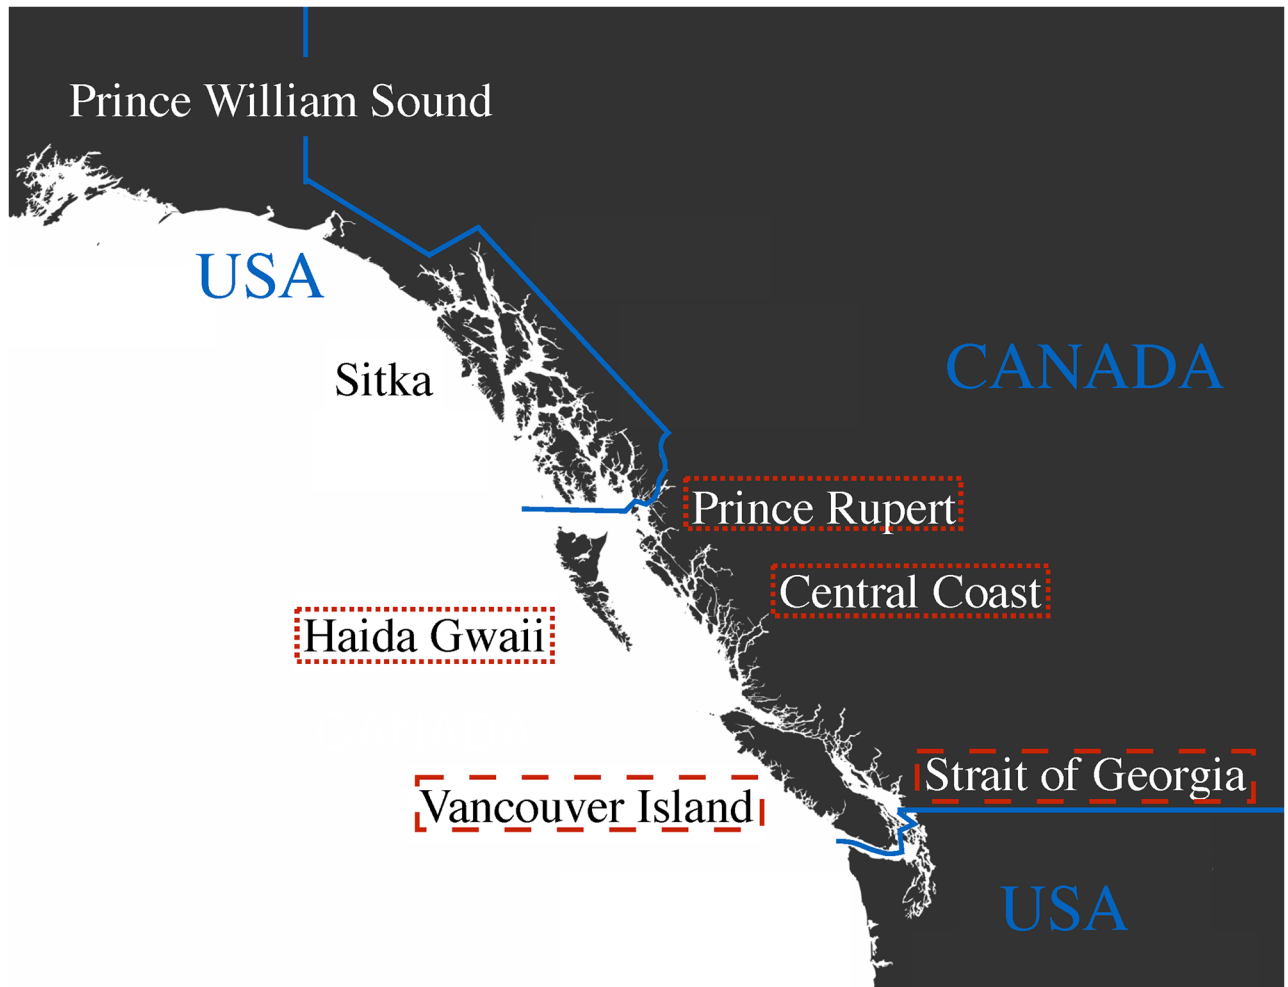 Prince William Sound
USA
CANADA
Sitka
Prince Rupert
Central Coast
Haida Gwaii
Strait of Georgia
Vancouver Island
USA